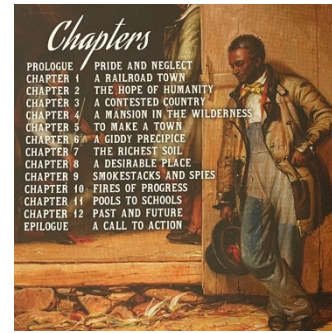 Chapters
PROLOGUE PRIDE AND NEGLECT
CHAPTER 1 A RAILROAD TOWN
CHAPTER 2 THE HOPE OF HUMANITY
CHAPTER 3 A CONTESTED COUNTRY
CHAPTER 4 A MANSION IN THE WILDERNESS
CHAPTER 5 TO MAKE A TOWN
CHAPTER 6 A GIDDY PRECIPICE
CHAPTER 7 THE RICHEST SOIL
CHAPTER 8 A DESIRABLE PLACE
CHAPTER 9 SMOKESTACKS AND SPIES
CHAPTER 10 FIRES OF PROGRESS
CHAPTER 11 POOLS TO SCHOOLS
CHAPTER 12 PAST AND FUTURE
EPILOGUE A CALL TO ACTION